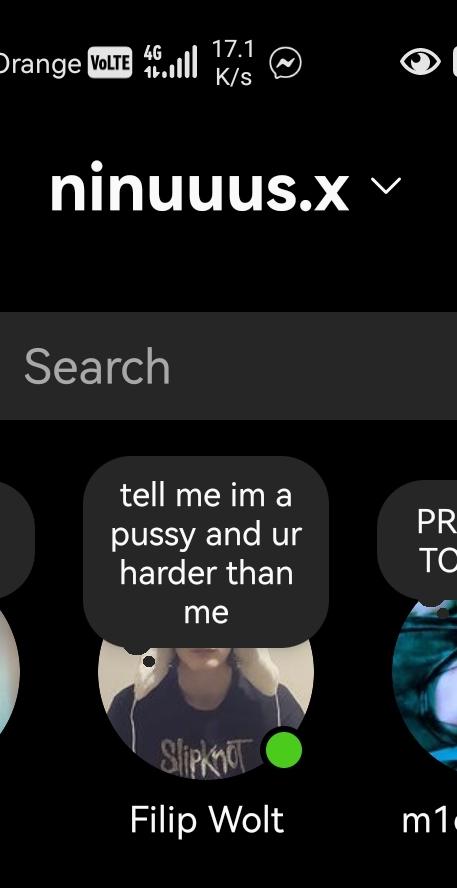 Orange VoLTE 4G 17.1
K/s
ninuuus.x
Search
tell me im a
pussy and ur
harder than
me
PR
TO
SlipKnoT
Filip Wolt
m1